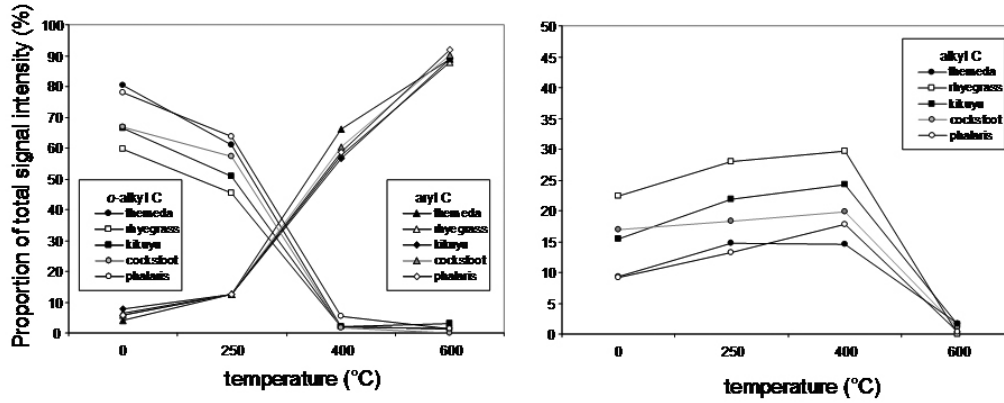 Proportion of total signal intensity (%)
100
90
80
70
60
50
40
30
20
10
0
o-alkyl C
themeda
rhyegrass
kikuyu
cocksfoot
phalaris
aryl C
themeda
rhyegrass
kikuyu
cocksfoot
phalaris
0 250 400 600
temperature (°C)
50
45
40
35
30
25
20
15
10
5
0
alkyl C
themeda
rhyegrass
kikuyu
cocksfoot
phalaris
0 250 400 600
temperature (°C)